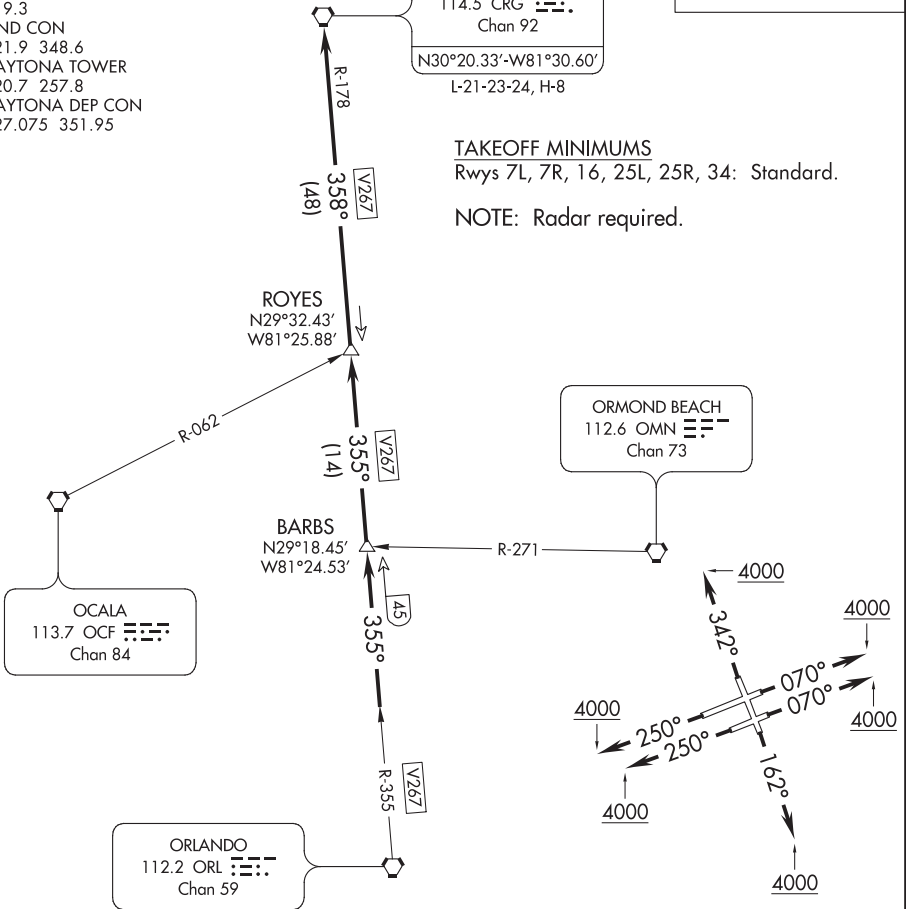 9.3
ND CON
21.9 348.6
AYTONA TOWER
20.7 257.8
AYTONA DEP CON
27.075 351.95
114.5 CRG
Chan 92
N30°20.33'-W81°30.60'
L-21-23-24, H-8
TAKEOFF MINIMUMS
Rwys 7L, 7R, 16, 25L, 25R, 34: Standard.
NOTE: Radar required.
R-178
V267
358°
(48)
ROYES
N29°32.43'
W81°25.88'
R-062
V267
355°
(14)
ORMOND BEACH
112.6 OMN
Chan 73
BARBS
N29°18.45'
W81°24.53'
R-271
OCALA
113.7 OCF
Chan 84
45
355°
R-355
V267
ORLANDO
112.2 ORL
Chan 59
4000
342°
4000
070°
070°
4000
4000
250°
250°
4000
162°
4000